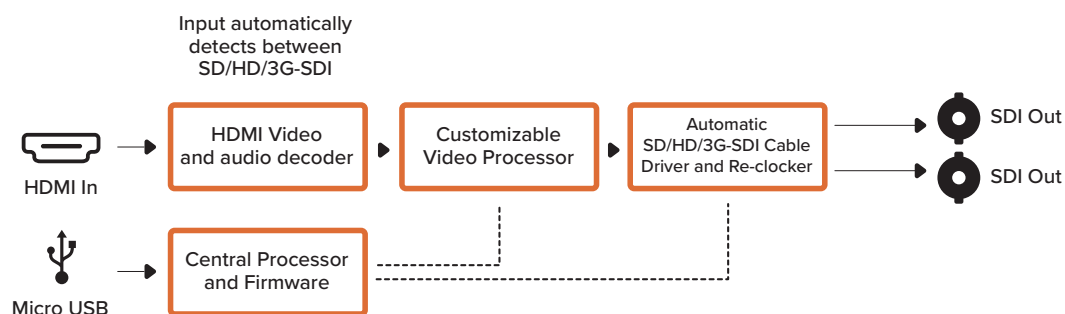 Input automatically
detects between
SD/HD/3G-SDI
HDMI In
HDMI Video
and audio decoder
Customizable
Video Processor
Automatic
SD/HD/3G-SDI Cable
Driver and Re-clocker
SDI Out
SDI Out
Micro USB
Central Processor
and Firmware